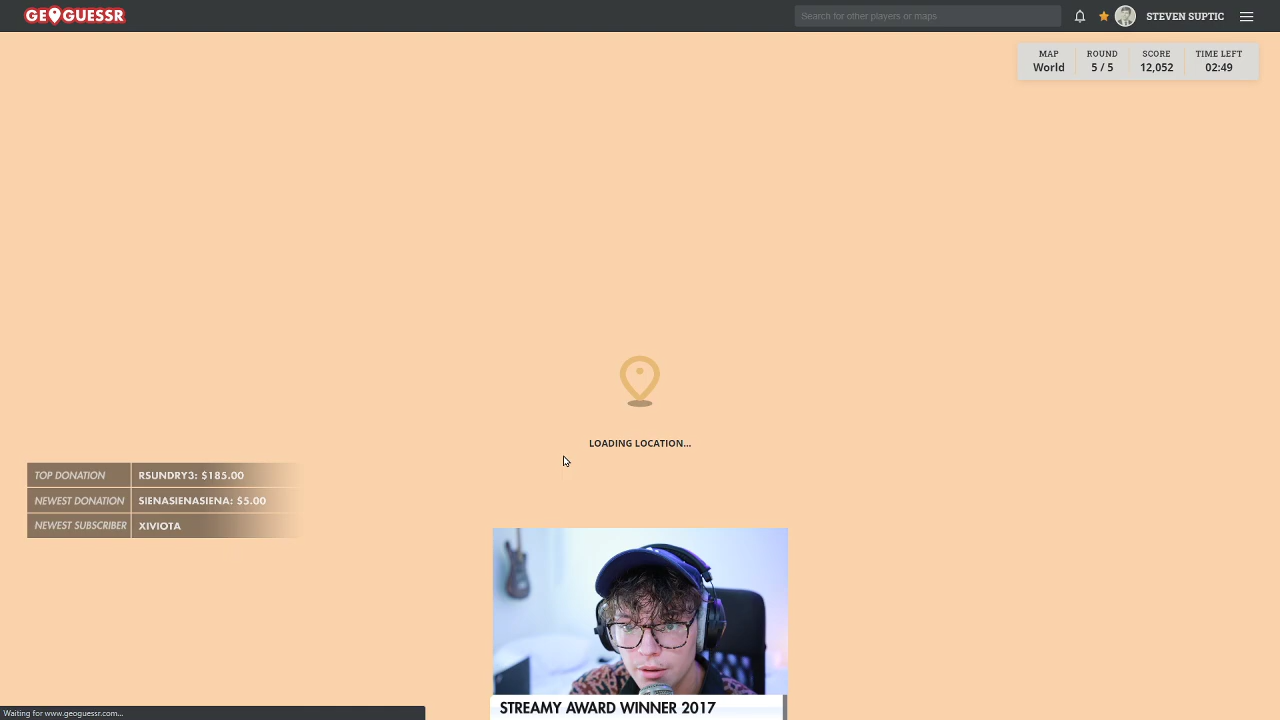 GEOGUESSR
Search for other players or maps
STEVEN SUPTIC
MAP ROUND SCORE TIME LEFT
World 5 / 5 12,052 02:49
LOADING LOCATION...
TOP DONATION RSUNDRY3: $185.00
NEWEST DONATION SIENASIENASIENA: $5.00
NEWEST SUBSCRIBER XIVIOTA
STREAMY AWARD WINNER 2017
Waiting for www.geoguessr.com...